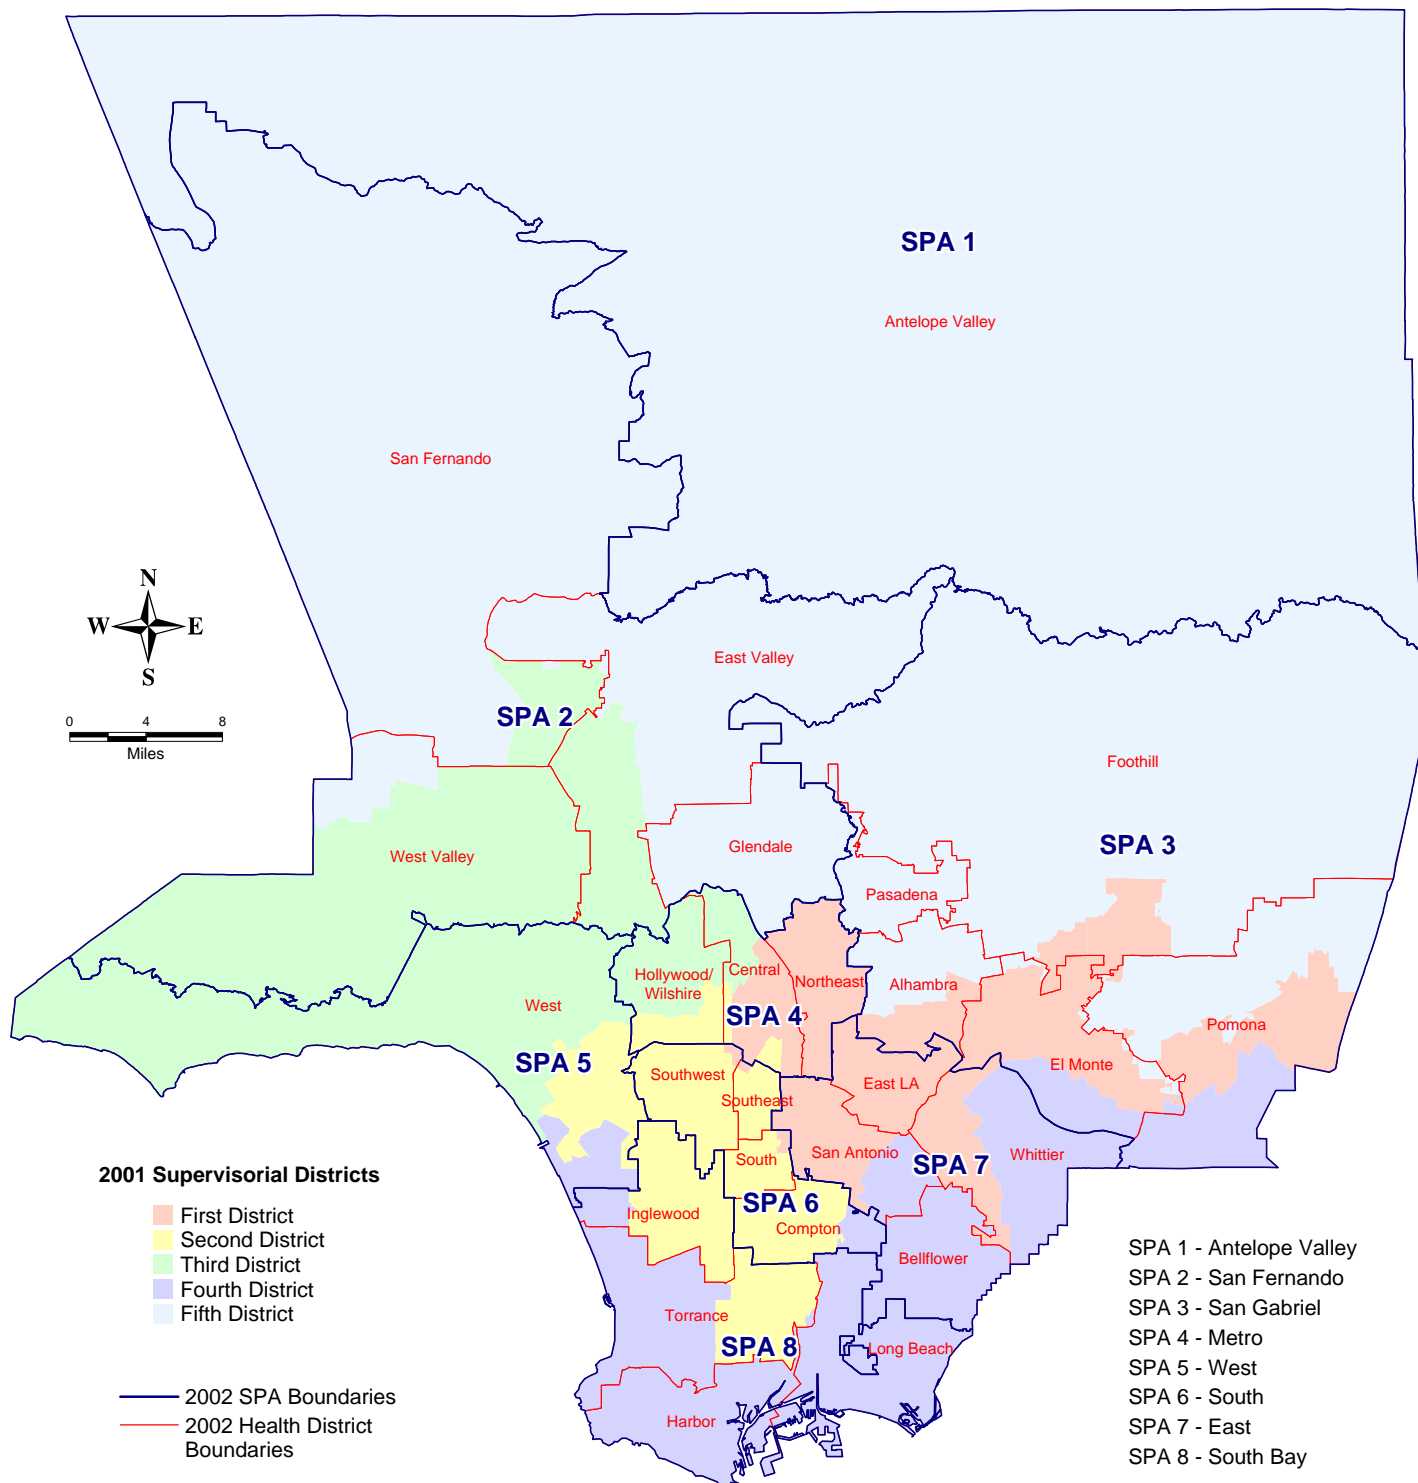 SPA 1
Antelope Valley
San Fernando
N
W E
S
0 4 8
Miles
East Valley
SPA 2
Foothill
Glendale
SPA 3
West Valley
Pasadena
Hollywood/
Wilshire
Central
Northeast
Alhambra
West
SPA 4
Pomona
SPA 5
Southwest
El Monte
East LA
Southeast
South
San Antonio
Whittier
SPA 7
SPA 6
Inglewood
Compton
Bellflower
Torrance
SPA 8
Long Beach
Harbor
2001 Supervisorial Districts
First District
Second District
Third District
Fourth District
Fifth District
2002 SPA Boundaries
2002 Health District
Boundaries
SPA 1 - Antelope Valley
SPA 2 - San Fernando
SPA 3 - San Gabriel
SPA 4 - Metro
SPA 5 - West
SPA 6 - South
SPA 7 - East
SPA 8 - South Bay